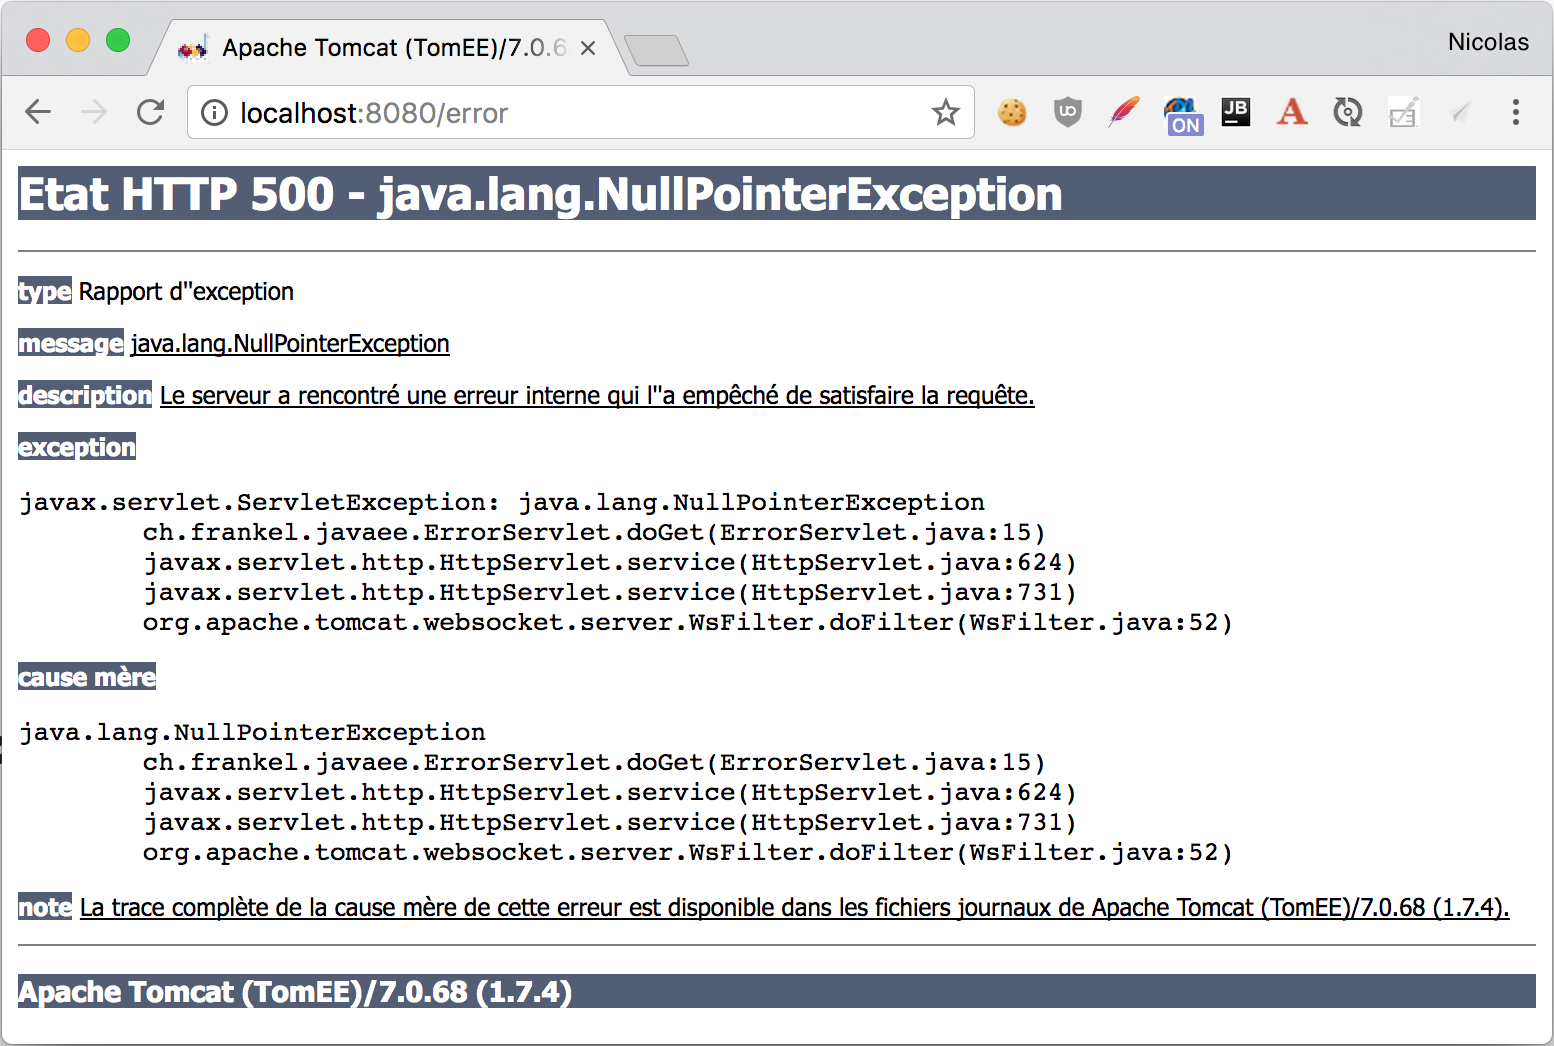 Apache Tomcat (TomEE)/7.0.6
Nicolas
localhost:8080/error
UO
ON
JB
A
Etat HTTP 500 - java.lang.NullPointerException
type Rapport d''exception
message java.lang.NullPointerException
description Le serveur a rencontré une erreur interne qui l''a empêché de satisfaire la requête.
exception
javax.servlet.ServletException: java.lang.NullPointerException
ch.frankel.javaee.ErrorServlet.doGet(ErrorServlet.java:15)
javax.servlet.http.HttpServlet.service(HttpServlet.java:624)
javax.servlet.http.HttpServlet.service(HttpServlet.java:731)
org.apache.tomcat.websocket.server.WsFilter.doFilter(WsFilter.java:52)
cause mère
java.lang.NullPointerException
ch.frankel.javaee.ErrorServlet.doGet(ErrorServlet.java:15)
javax.servlet.http.HttpServlet.service(HttpServlet.java:624)
javax.servlet.http.HttpServlet.service(HttpServlet.java:731)
org.apache.tomcat.websocket.server.WsFilter.doFilter(WsFilter.java:52)
note La trace complète de la cause mère de cette erreur est disponible dans les fichiers journaux de Apache Tomcat (TomEE)/7.0.68 (1.7.4).
Apache Tomcat (TomEE)/7.0.68 (1.7.4)